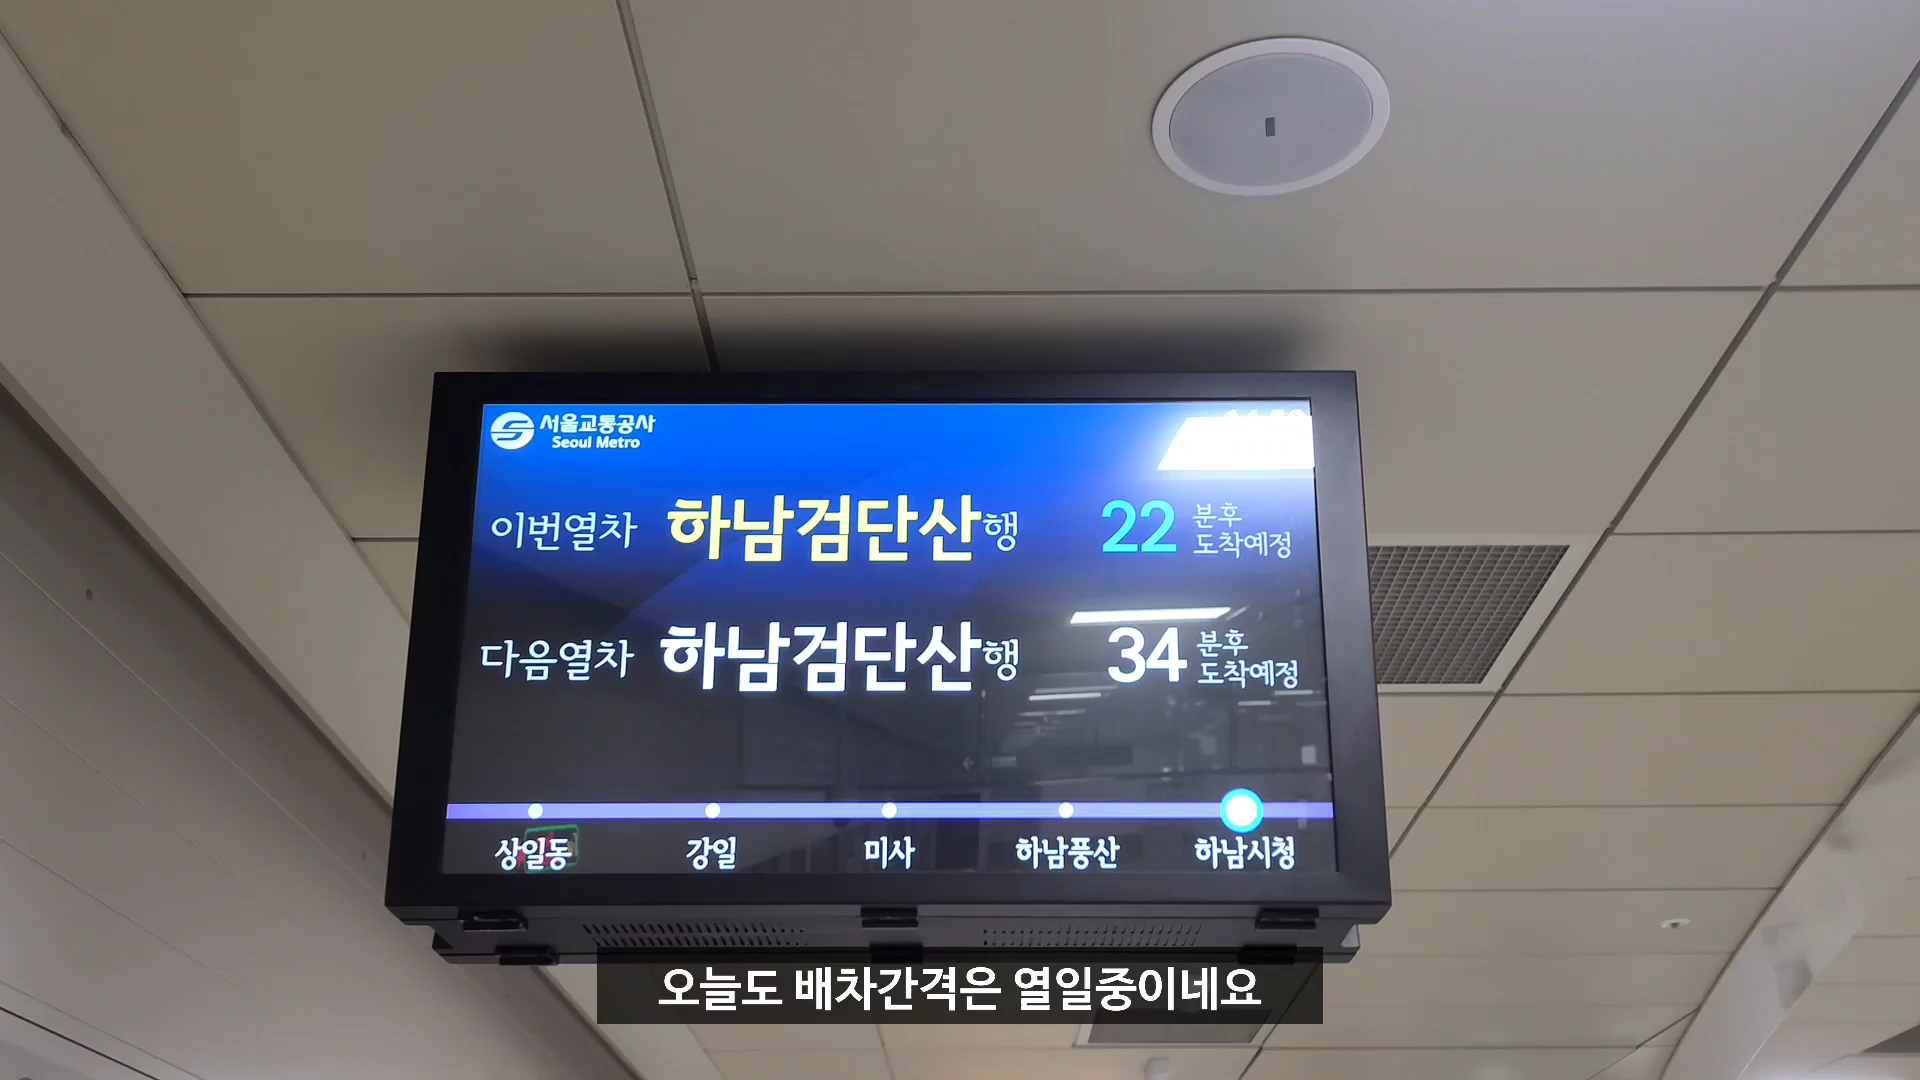 서울교통공사
Seoul Metro
이번열차 하남검단산행 22 분후 도착예정
다음열차 하남검단산행 34 분후 도착예정
상일동 강일 미사 하남풍산 하남시청
오늘도 배차간격은 열일중이네요